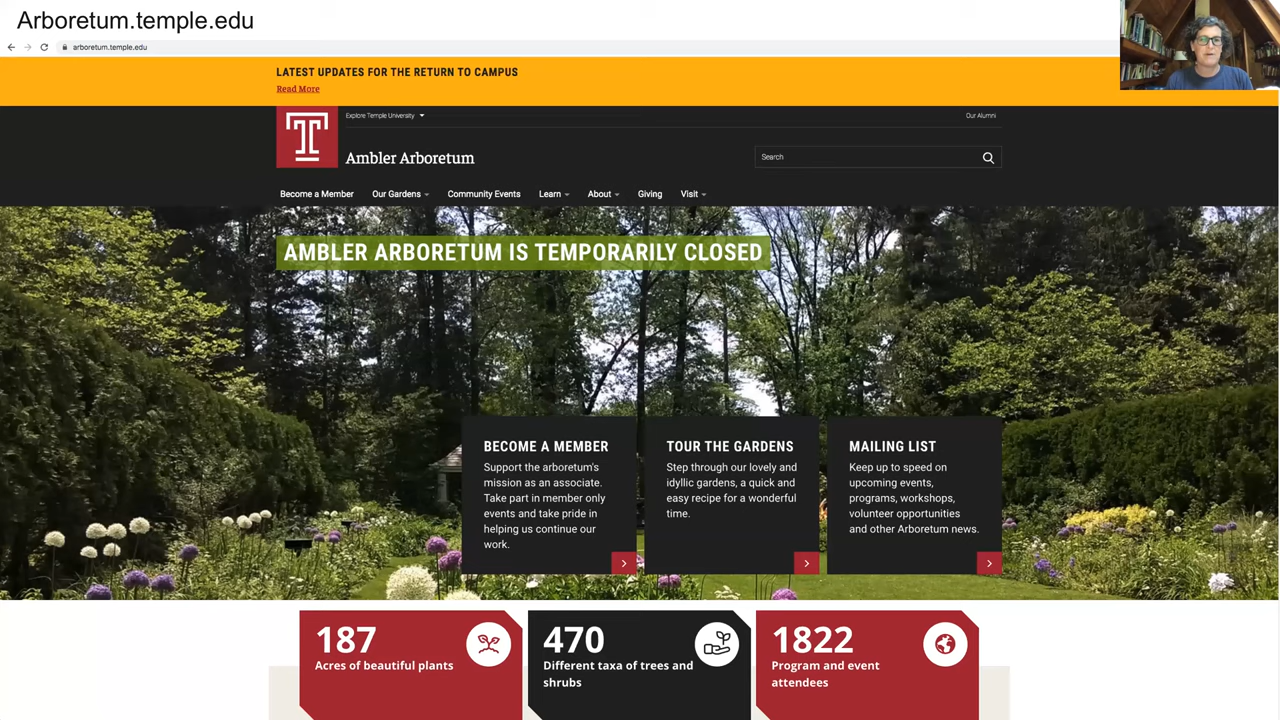 Arboretum.temple.edu
arboretum.temple.edu
LATEST UPDATES FOR THE RETURN TO CAMPUS
Read More
Explore Temple University
Our Alumni
Ambler Arboretum
Search
Become a Member
Our Gardens
Community Events
Learn
About
Giving
Visit
AMBLER ARBORETUM IS TEMPORARILY CLOSED
BECOME A MEMBER
Support the arboretum's
mission as an associate.
Take part in member only
events and take pride in
helping us continue our
work.
TOUR THE GARDENS
Step through our lovely and
idyllic gardens, a quick and
easy recipe for a wonderful
time.
MAILING LIST
Keep up to speed on
upcoming events,
programs, workshops,
volunteer opportunities
and other Arboretum news.
187
Acres of beautiful plants
470
Different taxa of trees and
shrubs
1822
Program and event
attendees